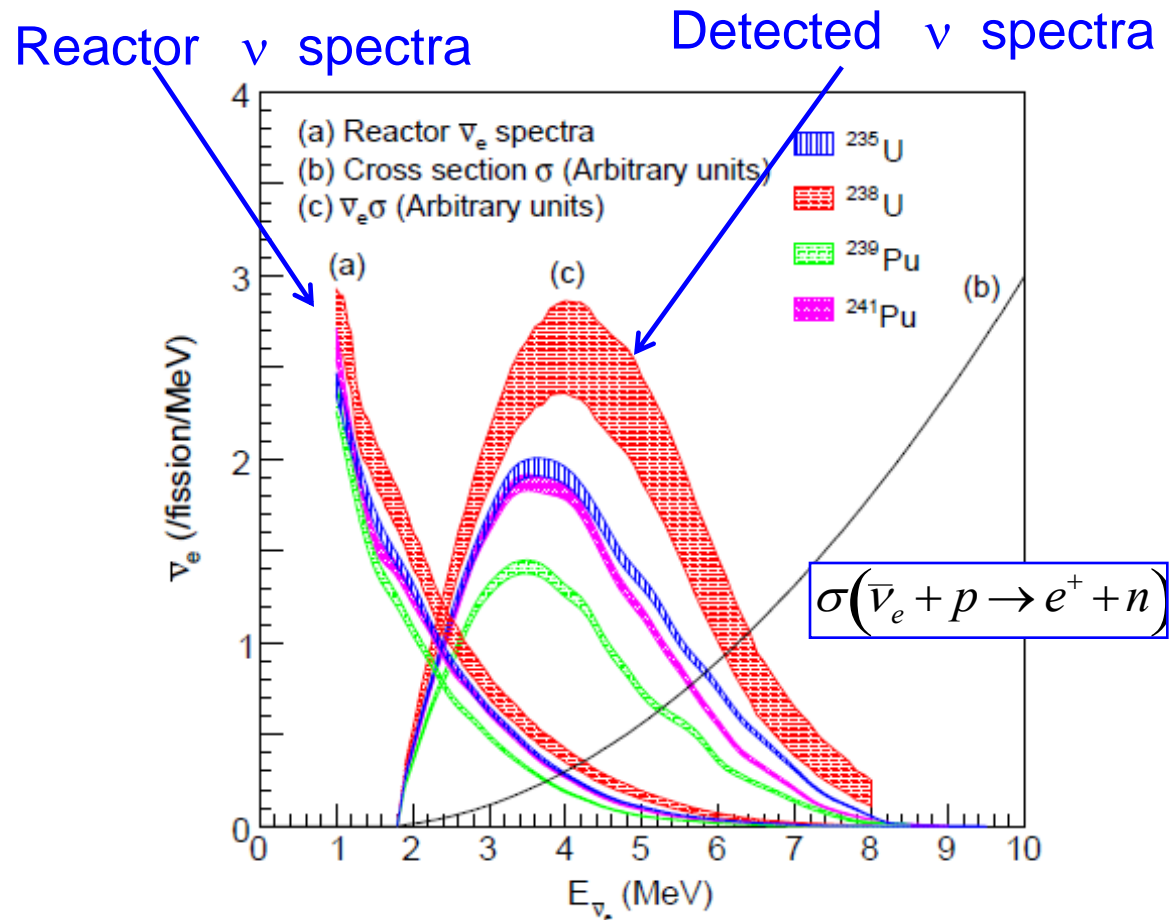 Reactor ν spectra
Detected ν spectra
(a) Reactor ν̅e spectra
(b) Cross section σ (Arbitrary units)
(c) ν̅eσ (Arbitrary units)
²³⁵U
²³⁸U
²³⁹Pu
²⁴¹Pu
(a)
(c)
(b)
σ(ν̅e + p → e⁺ + n)
ν̅e (/fission/MeV)
4
3
2
1
0
0 1 2 3 4 5 6 7 8 9 10
Eν̅e (MeV)